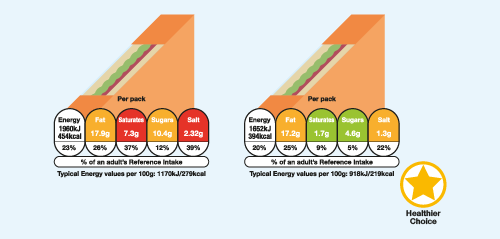 Per pack
Energy
1960kJ
454kcal
23%
Fat
17.9g
26%
Saturates
7.3g
37%
Sugars
10.4g
12%
Salt
2.32g
39%
% of an adult's Reference Intake
Typical Energy values per 100g: 1170kJ/279kcal
Per pack
Energy
1652kJ
394kcal
20%
Fat
17.2g
25%
Saturates
1.7g
9%
Sugars
4.6g
5%
Salt
1.3g
22%
% of an adult's Reference Intake
Typical Energy values per 100g: 918kJ/219kcal
Healthier
Choice